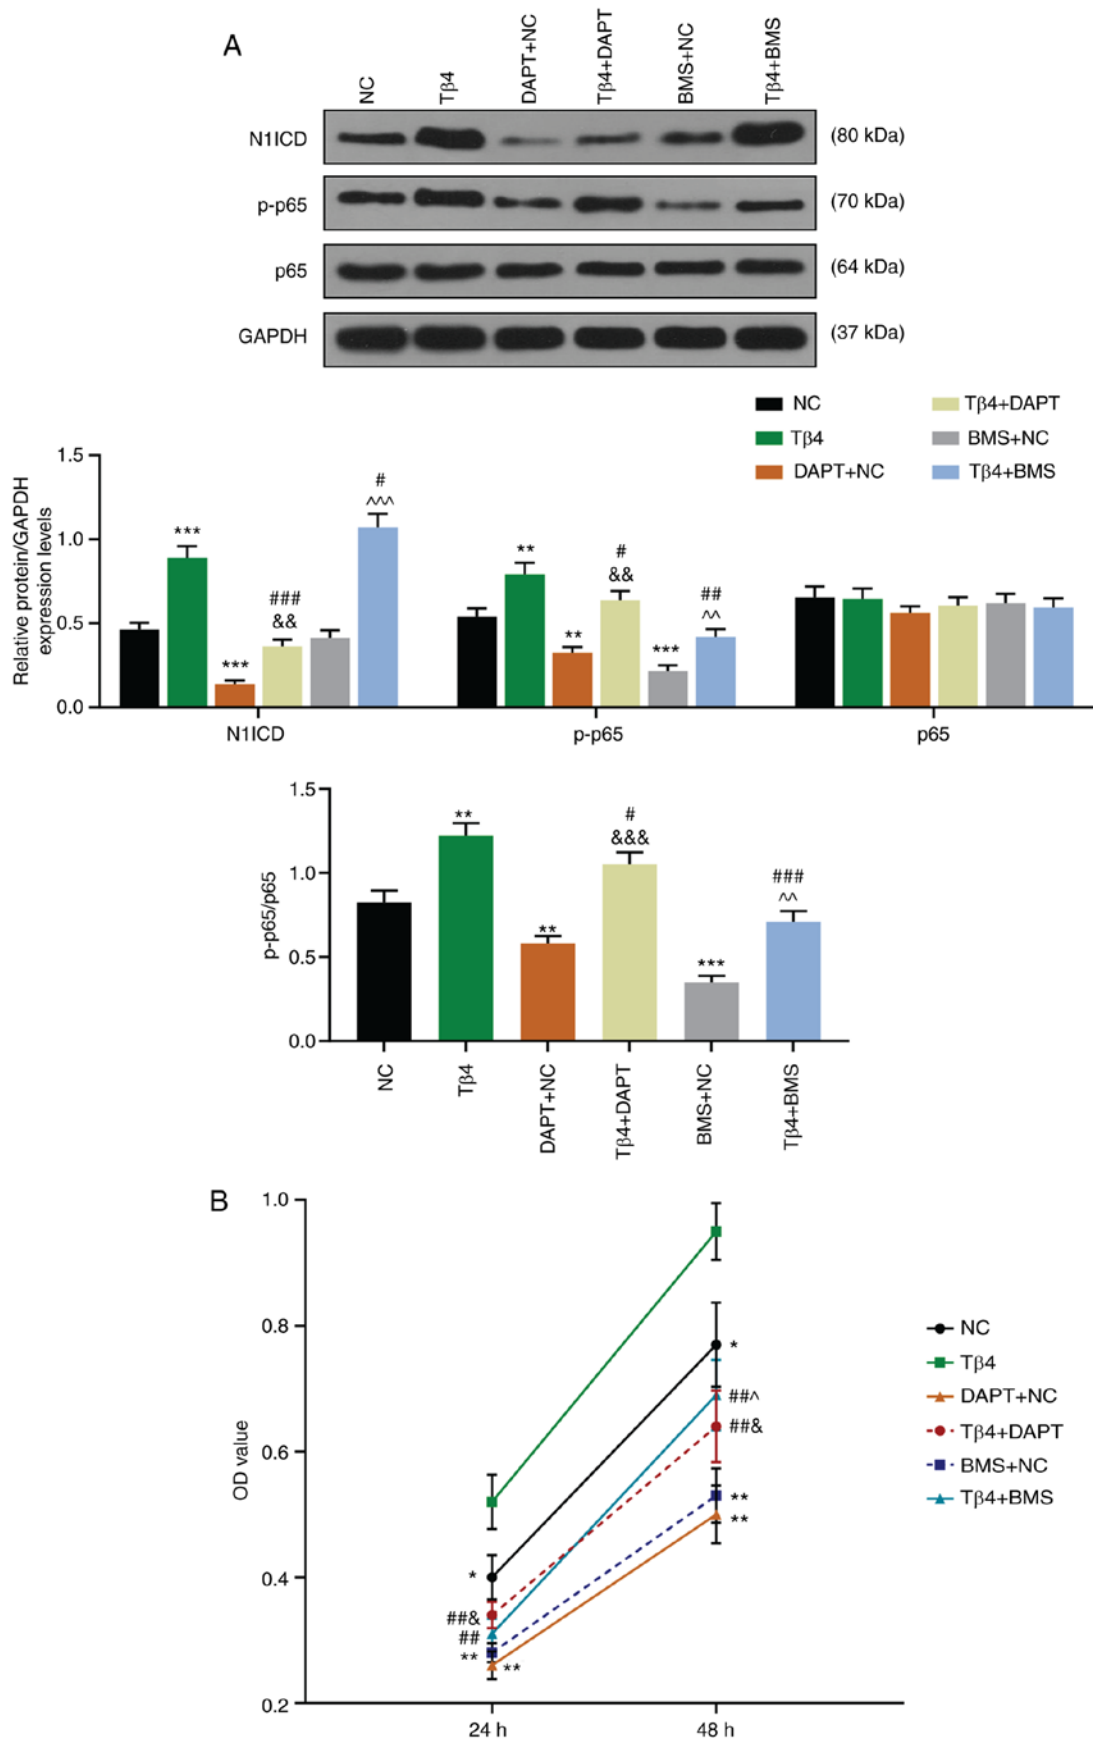 A
NC
Tβ4
DAPT+NC
Tβ4+DAPT
BMS+NC
Tβ4+BMS
N1ICD
(80 kDa)
p-p65
(70 kDa)
p65
(64 kDa)
GAPDH
(37 kDa)
NC
Tβ4+DAPT
Tβ4
BMS+NC
DAPT+NC
Tβ4+BMS
Relative protein/GAPDH
expression levels
1.5
1.0
0.5
0.0
***
***
###
&&
#
^^^
**
**
#
&&
***
##
^^
N1ICD
p-p65
p65
p-p65/p65
1.5
1.0
0.5
0.0
**
**
#
&&&
***
###
^^
NC
Tβ4
DAPT+NC
Tβ4+DAPT
BMS+NC
Tβ4+BMS
B
OD value
1.0
0.8
0.6
0.4
0.2
*
##^
##&
**
**
*
##&
##
**
**
24 h
48 h
NC
Tβ4
DAPT+NC
Tβ4+DAPT
BMS+NC
Tβ4+BMS